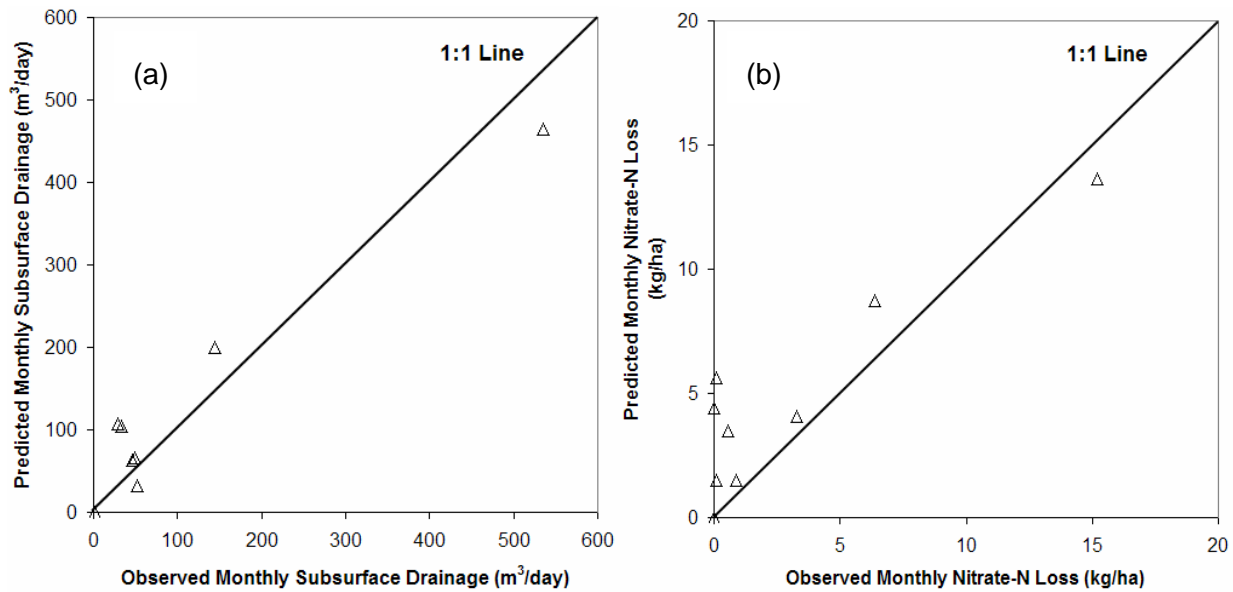 600
500
400
300
200
100
0
0 100 200 300 400 500 600
Predicted Monthly Subsurface Drainage (m³/day)
Observed Monthly Subsurface Drainage (m³/day)
(a)
1:1 Line
20
15
10
5
0
0 5 10 15 20
Predicted Monthly Nitrate-N Loss
(kg/ha)
Observed Monthly Nitrate-N Loss (kg/ha)
(b)
1:1 Line